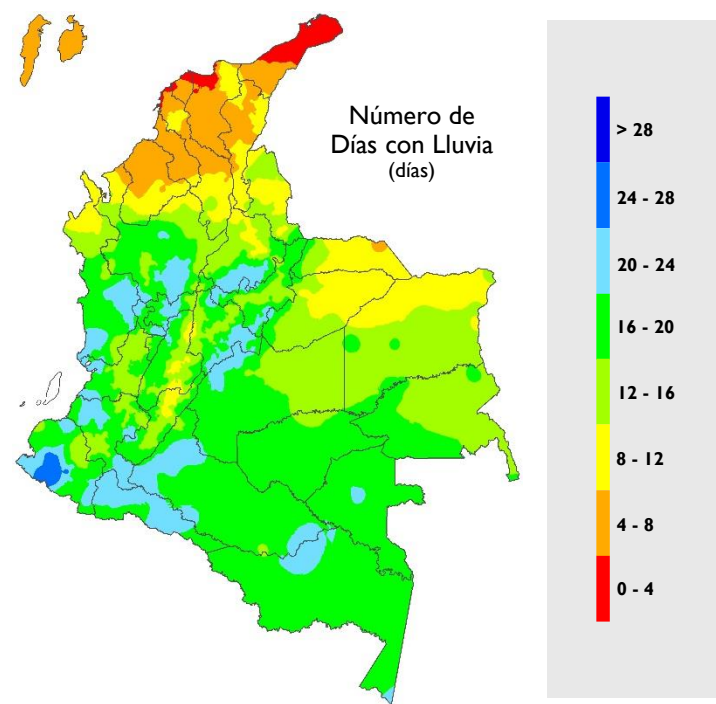 Número de
Días con Lluvia
(días)
> 28
24 - 28
20 - 24
16 - 20
12 - 16
8 - 12
4 - 8
0 - 4